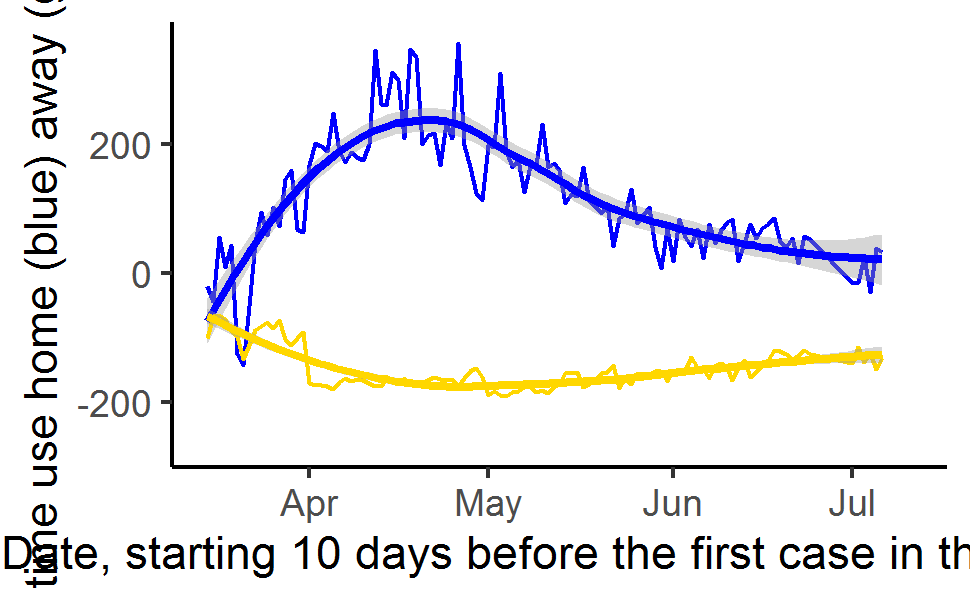 time use home (blue) away (
200
0
-200
Apr May Jun Jul
Date, starting 10 days before the first case in th